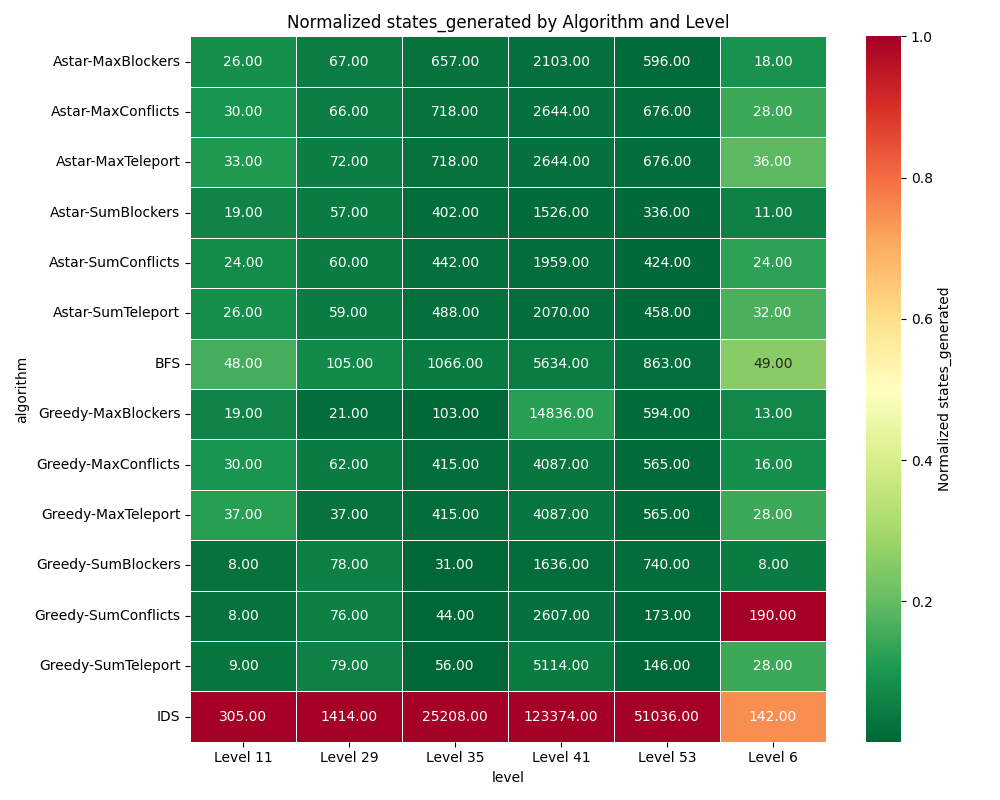 Normalized states_generated by Algorithm and Level
algorithm
Astar-MaxBlockers 26.00 67.00 657.00 2103.00 596.00 18.00
Astar-MaxConflicts 30.00 66.00 718.00 2644.00 676.00 28.00
Astar-MaxTeleport 33.00 72.00 718.00 2644.00 676.00 36.00
Astar-SumBlockers 19.00 57.00 402.00 1526.00 336.00 11.00
Astar-SumConflicts 24.00 60.00 442.00 1959.00 424.00 24.00
Astar-SumTeleport 26.00 59.00 488.00 2070.00 458.00 32.00
BFS 48.00 105.00 1066.00 5634.00 863.00 49.00
Greedy-MaxBlockers 19.00 21.00 103.00 14836.00 594.00 13.00
Greedy-MaxConflicts 30.00 62.00 415.00 4087.00 565.00 16.00
Greedy-MaxTeleport 37.00 37.00 415.00 4087.00 565.00 28.00
Greedy-SumBlockers 8.00 78.00 31.00 1636.00 740.00 8.00
Greedy-SumConflicts 8.00 76.00 44.00 2607.00 173.00 190.00
Greedy-SumTeleport 9.00 79.00 56.00 5114.00 146.00 28.00
IDS 305.00 1414.00 25208.00 123374.00 51036.00 142.00
Level 11 Level 29 Level 35 Level 41 Level 53 Level 6
level
1.0
0.8
0.6
0.4
0.2
Normalized states_generated